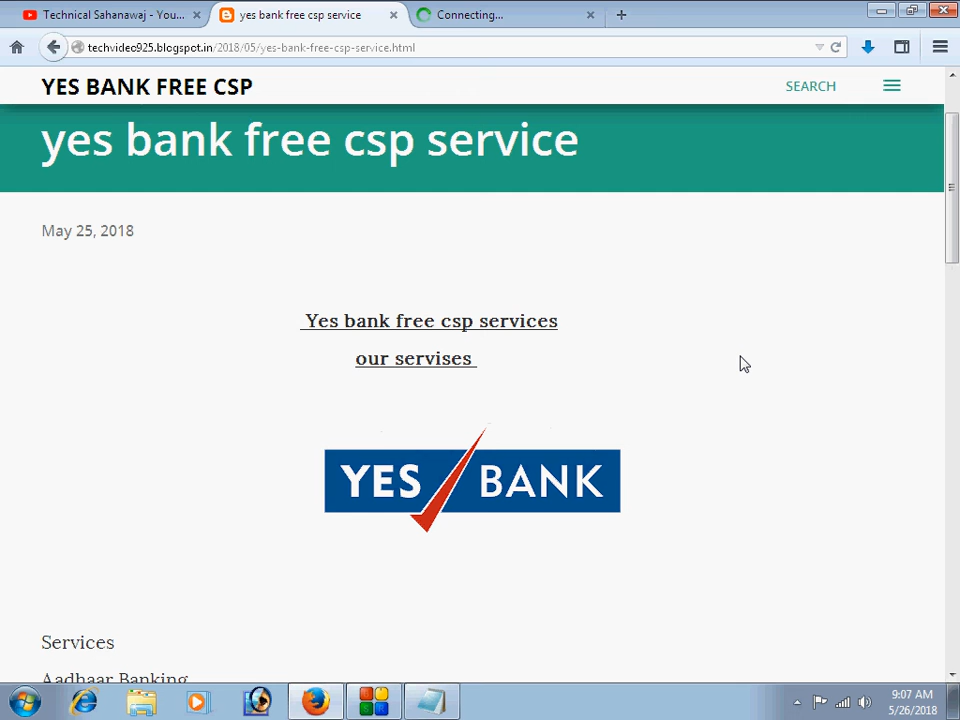 Technical Sahanawaj - You...
yes bank free csp service
Connecting...
techvideo925.blogspot.in/2018/05/yes-bank-free-csp-service.html
YES BANK FREE CSP
SEARCH
yes bank free csp service
May 25, 2018
Yes bank free csp services
our servises
YES BANK
Services
Aadhaar Banking
9:07 AM
5/26/2018